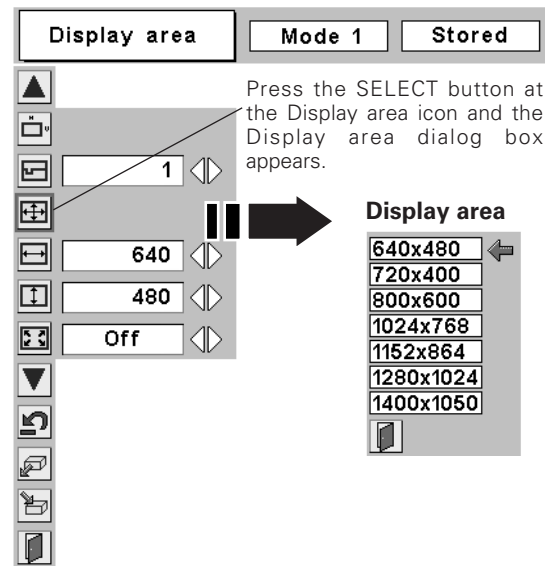 Display area
Mode 1
Stored
Press the SELECT button at
the Display area icon and the
Display area dialog box
appears.
H
V
1
640
480
Off
Display area
640x480
720x400
800x600
1024x768
1152x864
1280x1024
1400x1050